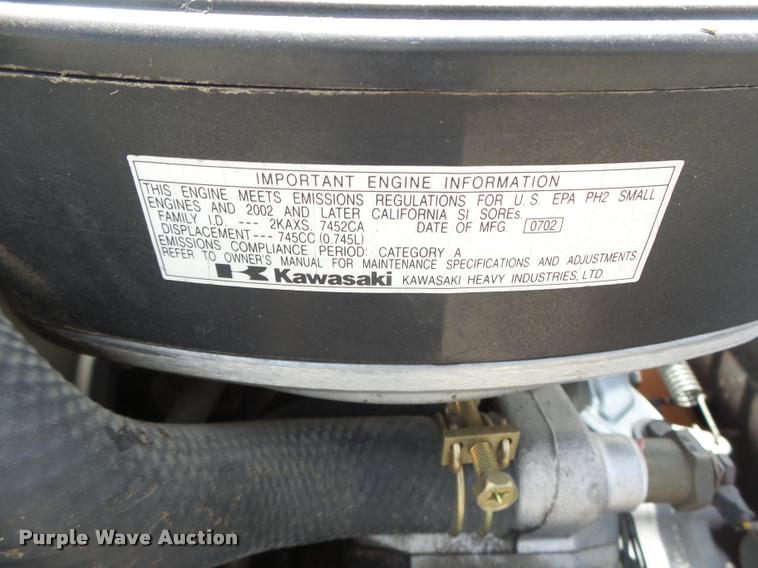 IMPORTANT ENGINE INFORMATION
THIS ENGINE MEETS EMISSIONS REGULATIONS FOR U.S. EPA PH2 SMALL
ENGINES AND 2002 AND LATER CALIFORNIA SI SORES.
FAMILY I.D. --- 2KAXS. 7452CA DATE OF MFG. 0702
DISPLACEMENT--- 745CC (0.745L)
EMISSIONS COMPLIANCE PERIOD: CATEGORY A
REFER TO OWNER'S MANUAL FOR MAINTENANCE SPECIFICATIONS AND ADJUSTMENTS
Kawasaki KAWASAKI HEAVY INDUSTRIES, LTD.
Purple Wave Auction